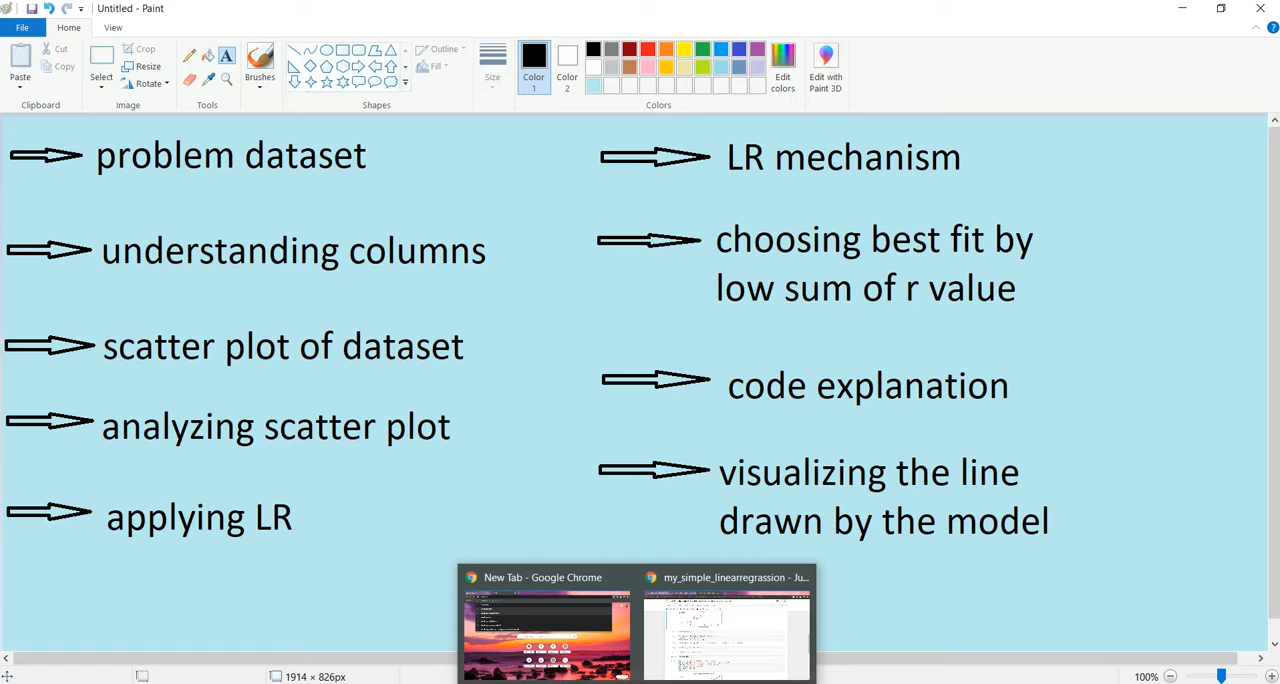 Untitled - Paint
File
Home
View
Paste
Cut
Copy
Clipboard
Select
Crop
Resize
Rotate
Image
Tools
Brushes
Outline
Fill
Shapes
Size
Color 1
Color 2
Edit colors
Colors
Edit with Paint 3D
problem dataset
understanding columns
scatter plot of dataset
analyzing scatter plot
applying LR
LR mechanism
choosing best fit by
low sum of r value
code explanation
visualizing the line
drawn by the model
New Tab - Google Chrome
my_simple_linearregrassion - Ju...
1914 × 826px
100%